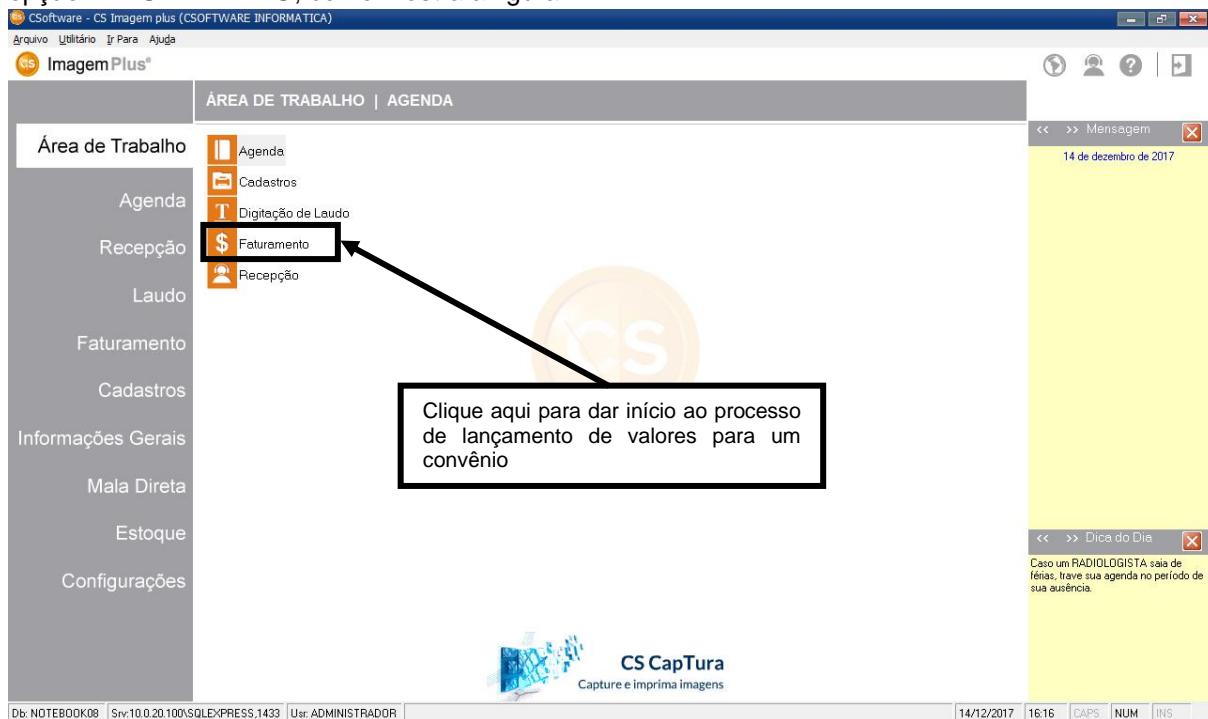 CSoftware - CS Imagem plus (CSOFTWARE INFORMATICA)
Arquivo Utilitário Ir Para Ajuda
CS ImagemPlus®
ÁREA DE TRABALHO | AGENDA
<< >> Mensagem
14 de dezembro de 2017
Área de Trabalho
Agenda
Recepção
Laudo
Faturamento
Cadastros
Informações Gerais
Mala Direta
Estoque
Configurações
Agenda
Cadastros
Digitação de Laudo
Faturamento
Recepção
CS
Clique aqui para dar início ao processo
de lançamento de valores para um
convênio
<< >> Dica do Dia
Caso um RADIOLOGISTA saia de
férias, trave sua agenda no período de
sua ausência.
CS CapTura
Capture e imprima imagens
Db: NOTEBOOK08 Srv:10.0.20.100\SQLEXPRESS,1433 Usr: ADMINISTRADOR 14/12/2017 16:16 CAPS NUM INS